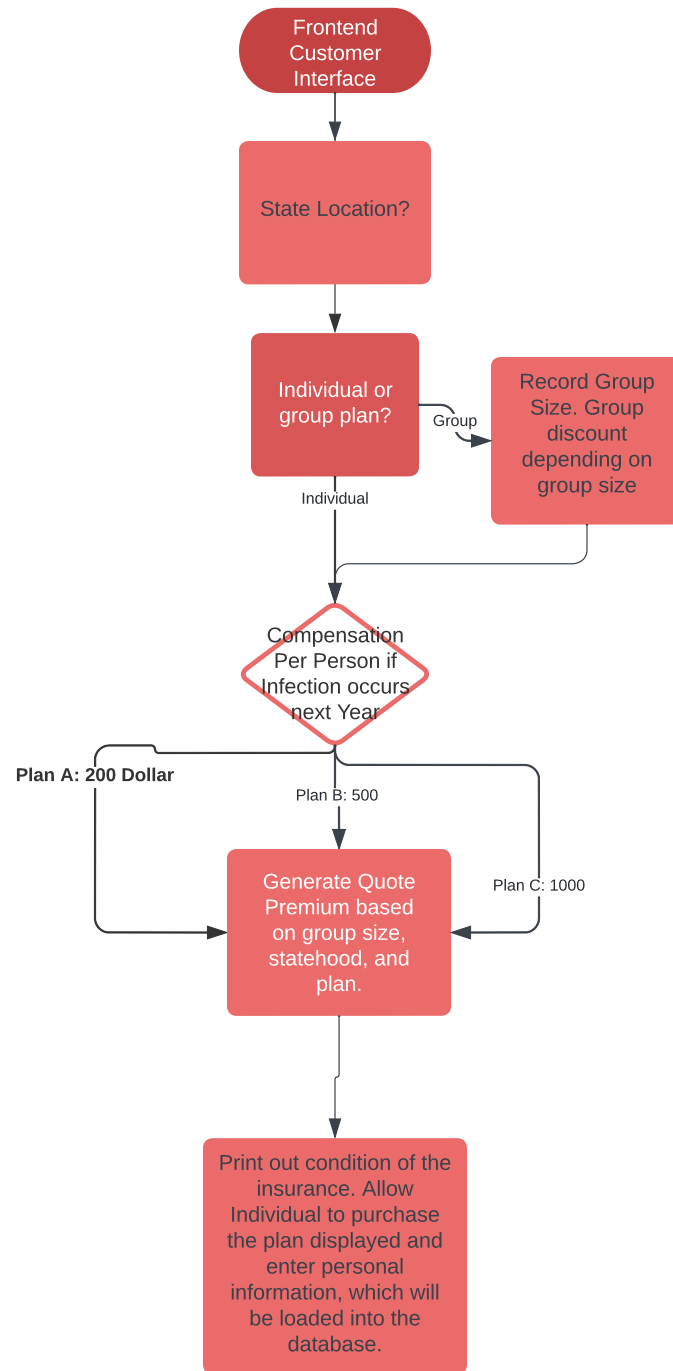 Frontend
Customer
Interface
State Location?
Individual or
group plan?
Group
Record Group
Size. Group
discount
depending on
group size
Individual
Compensation
Per Person if
Infection occurs
next Year
Plan A: 200 Dollar
Plan B: 500
Plan C: 1000
Generate Quote
Premium based
on group size,
statehood, and
plan.
Print out condition of the
insurance. Allow
Individual to purchase
the plan displayed and
enter personal
information, which will
be loaded into the
database.